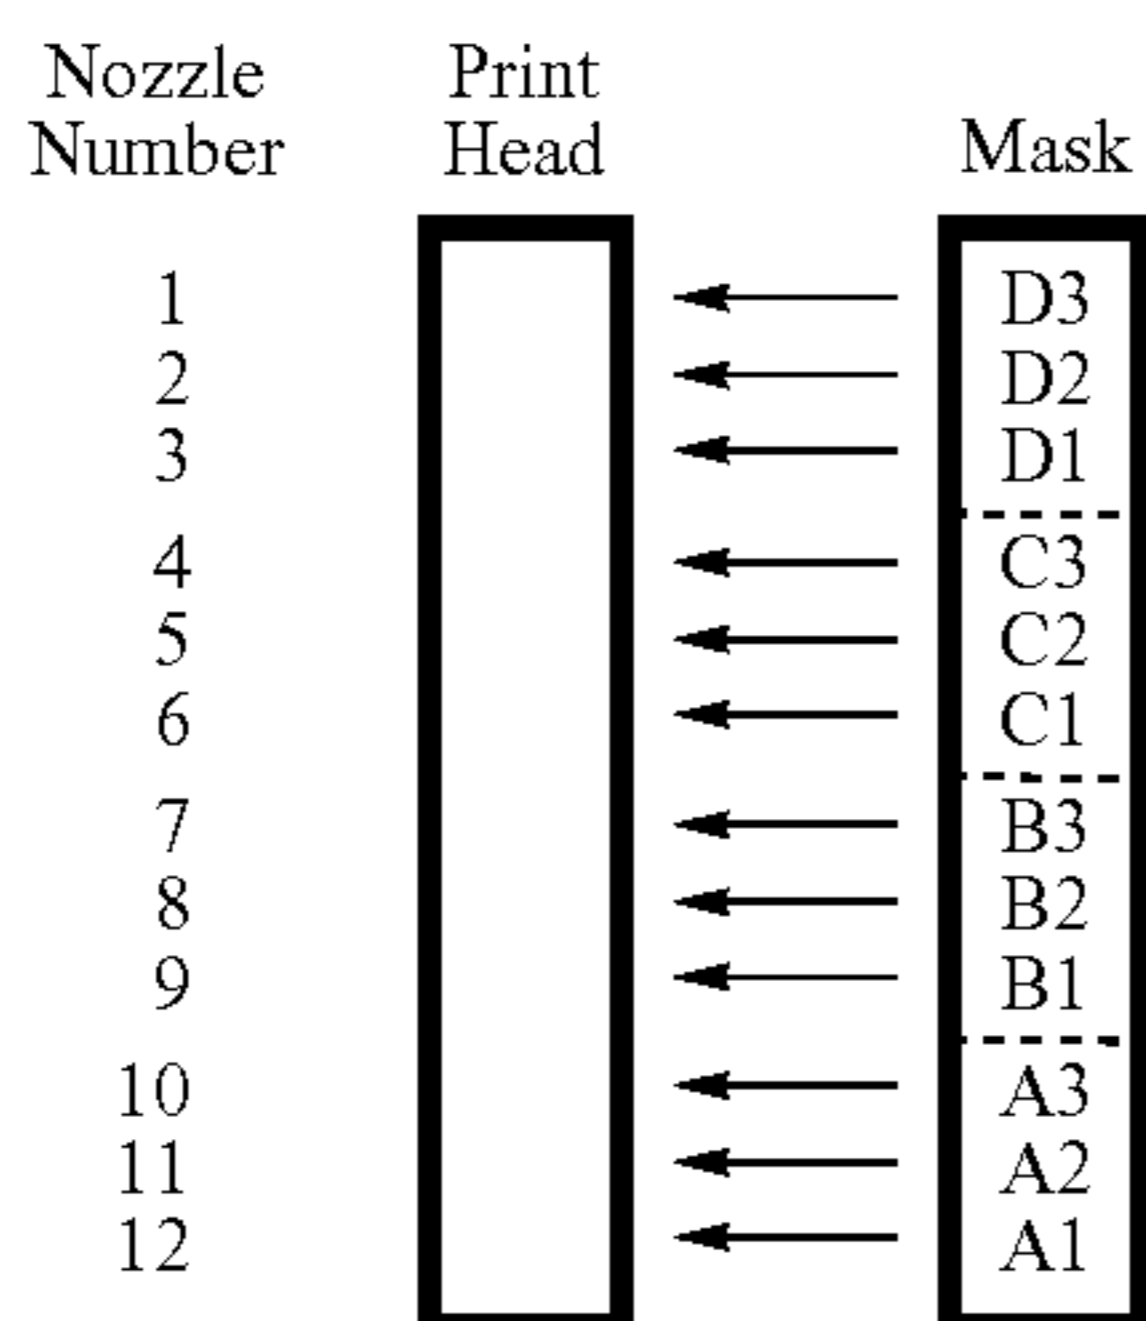 Nozzle Print
Number Head Mask
1 D3
2 D2
3 D1
4 C3
5 C2
6 C1
7 B3
8 B2
9 B1
10 A3
11 A2
12 A1